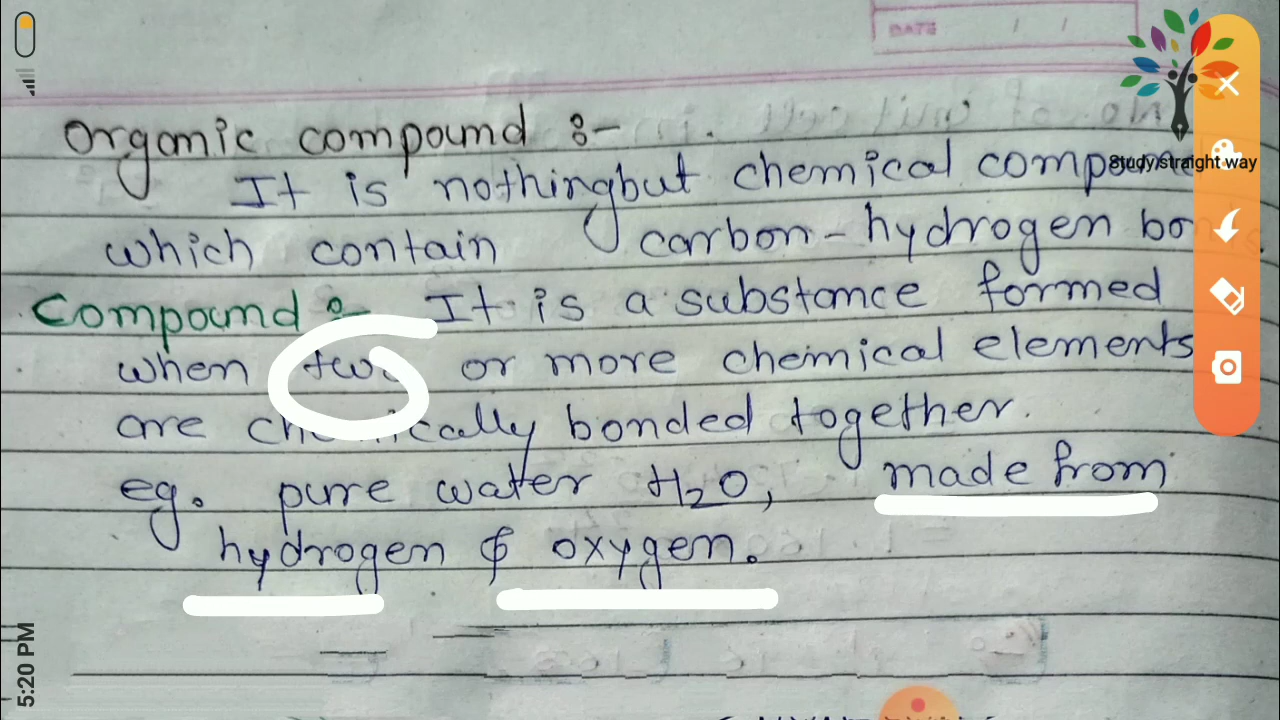 DATE / /
Organic compound :-
It is nothingbut chemical
which contain carbon-hydrogen
Compound :- It is a substance formed
when two or more chemical elements
are chemically bonded together.
eg. pure water H₂O, made from
hydrogen & oxygen.
Study straight way
5:20 PM